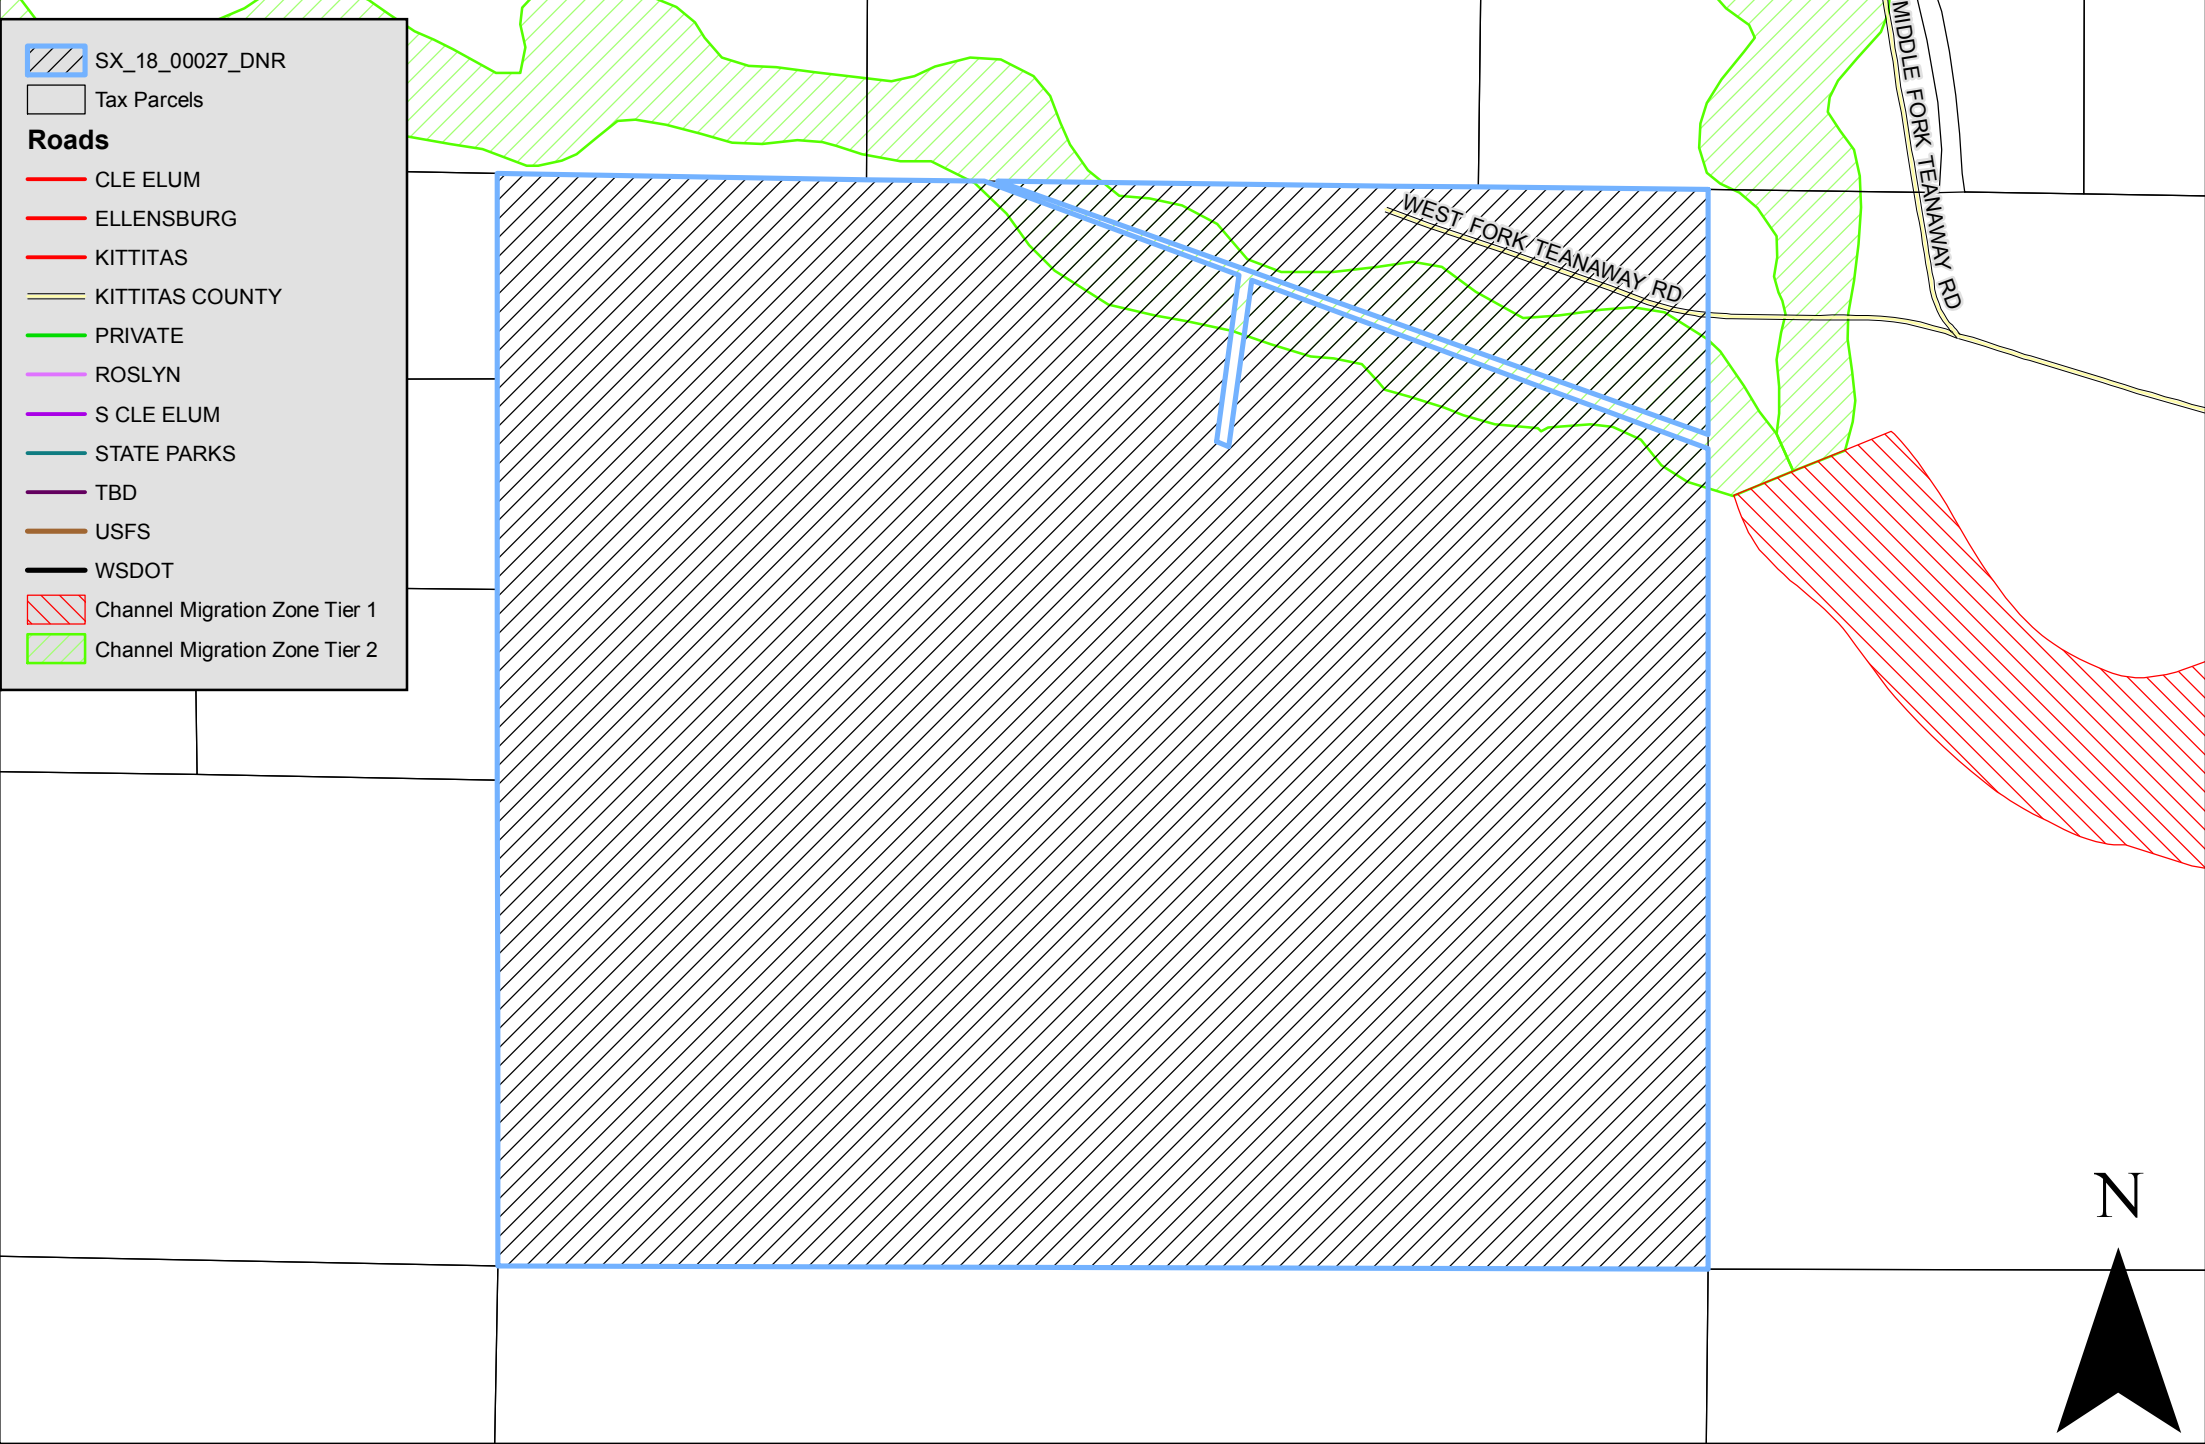 SX_18_00027_DNR
Tax Parcels
Roads
CLE ELUM
ELLENSBURG
KITTITAS
KITTITAS COUNTY
PRIVATE
ROSLYN
S CLE ELUM
STATE PARKS
TBD
USFS
WSDOT
Channel Migration Zone Tier 1
Channel Migration Zone Tier 2
WEST FORK TEANAWAY RD
MIDDLE FORK TEANAWAY RD
N